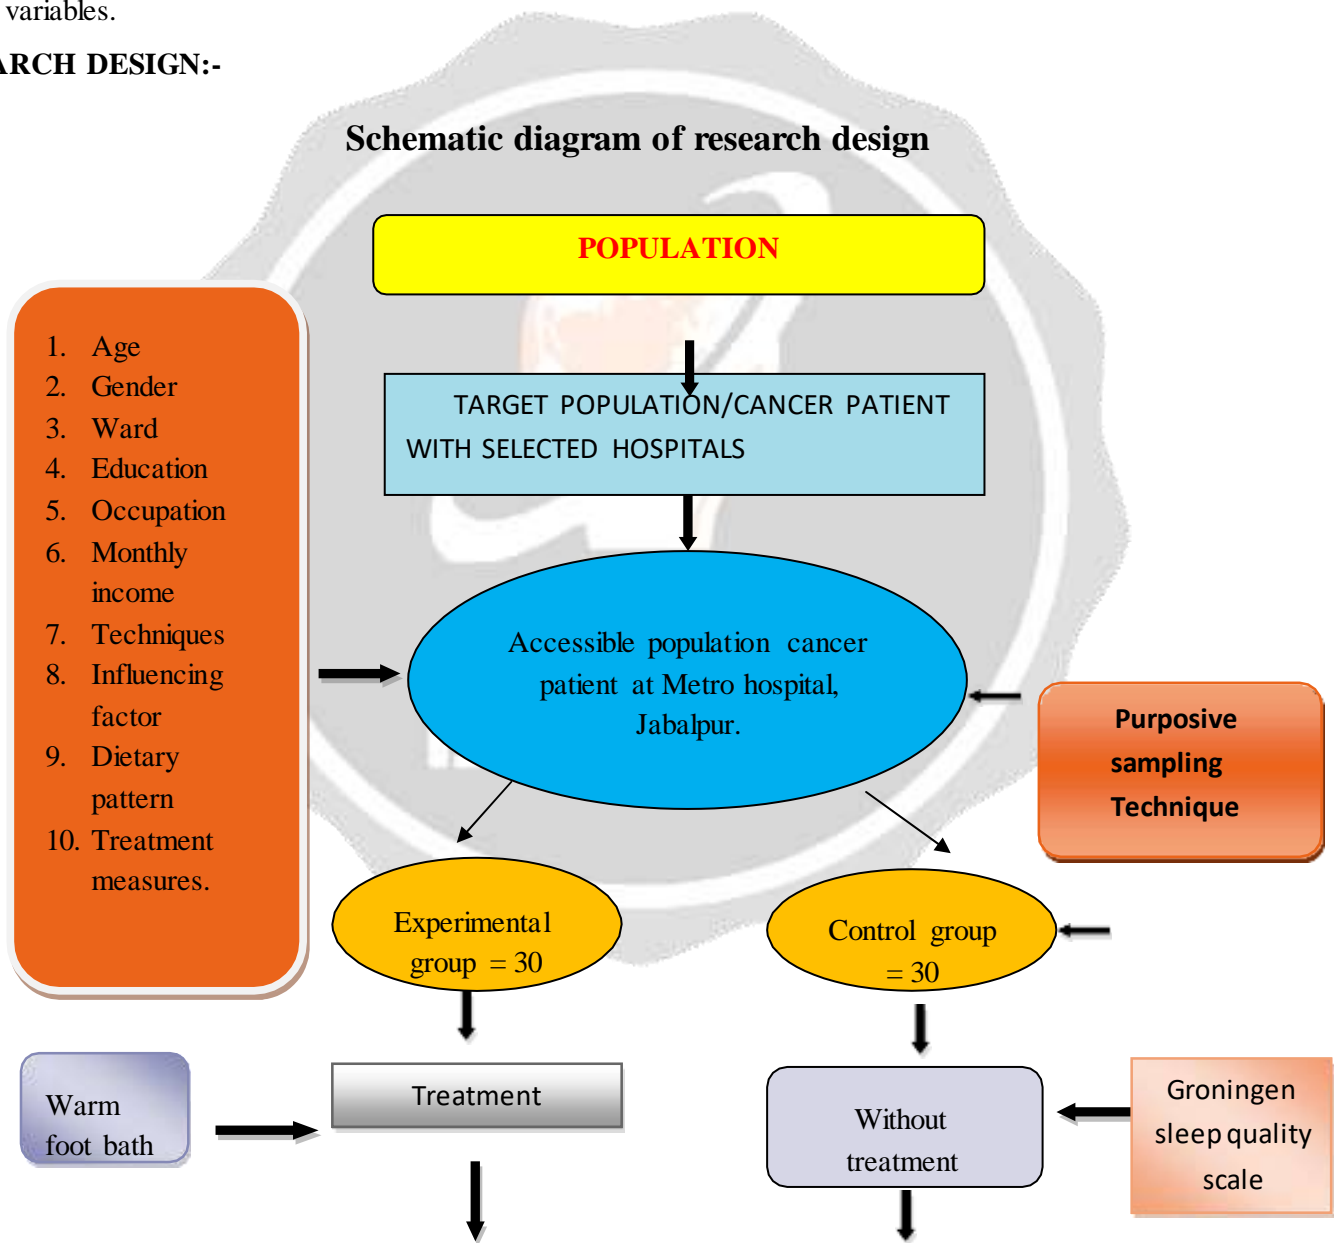 variables.
ARCH DESIGN:-
Schematic diagram of research design
POPULATION
TARGET POPULATION/CANCER PATIENT
WITH SELECTED HOSPITALS
1. Age
2. Gender
3. Ward
4. Education
5. Occupation
6. Monthly
income
7. Techniques
8. Influencing
factor
9. Dietary
pattern
10. Treatment
measures.
Accessible population cancer
patient at Metro hospital,
Jabalpur.
Purposive
sampling
Technique
Experimental
group = 30
Control group
= 30
Warm
foot bath
Treatment
Without
treatment
Groningen
sleep quality
scale